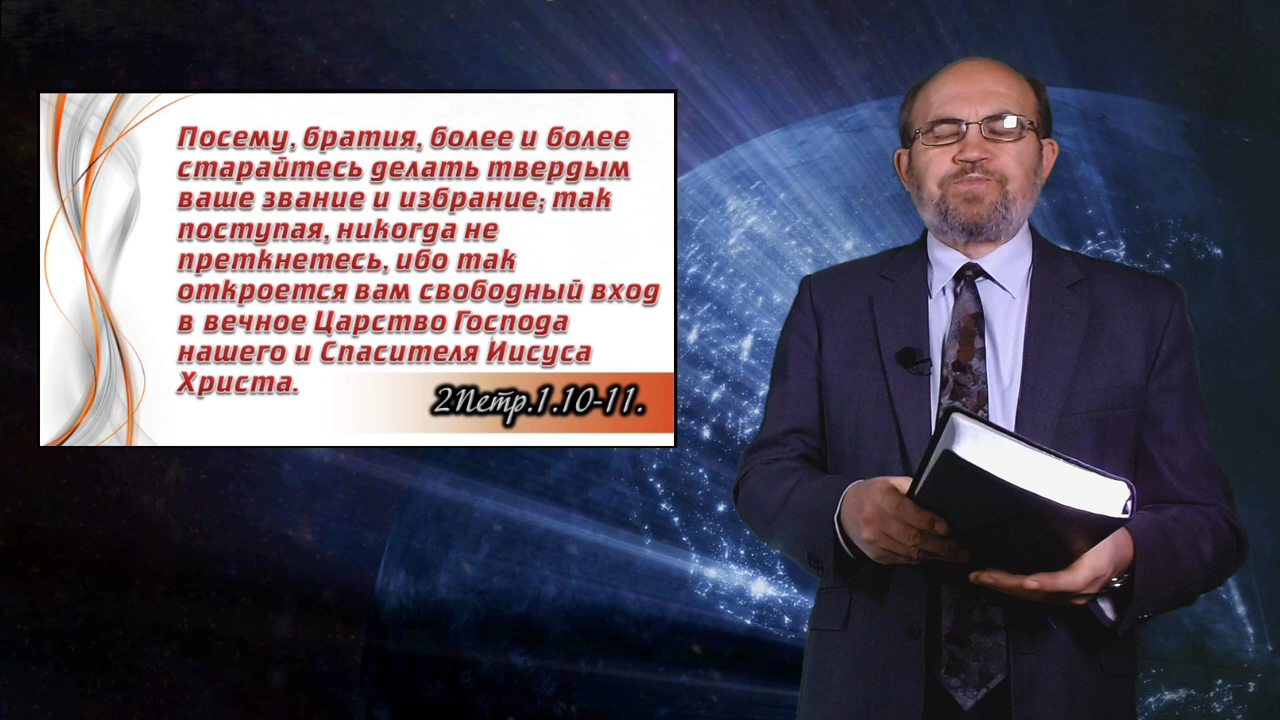 Посему, братия, более и более
старайтесь делать твердым
ваше звание и избрание; так
поступая, никогда не
преткнетесь, ибо так
откроется вам свободный вход
в вечное Царство Господа
нашего и Спасителя Иисуса
Христа.
2Петр.1.10-11.